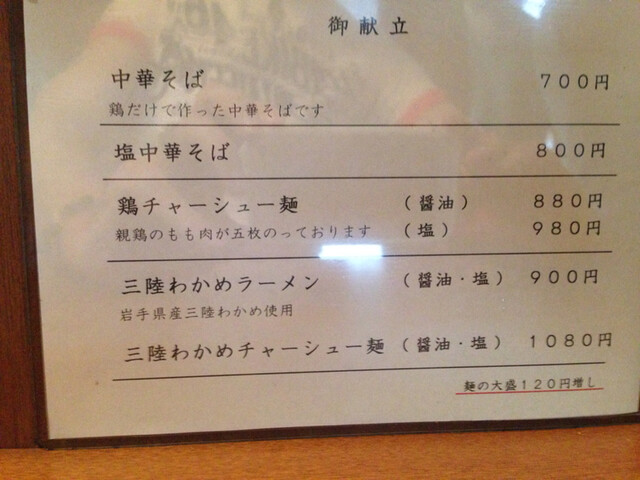 御献立
中華そば 700円
鶏だけで作った中華そばです
塩中華そば 800円
鶏チャーシュー麺 (醤油) 880円
親鶏のもも肉が五枚のっております (塩) 980円
三陸わかめラーメン (醤油・塩) 900円
岩手県産三陸わかめ使用
三陸わかめチャーシュー麺 (醤油・塩) 1080円
麺の大盛120円増し